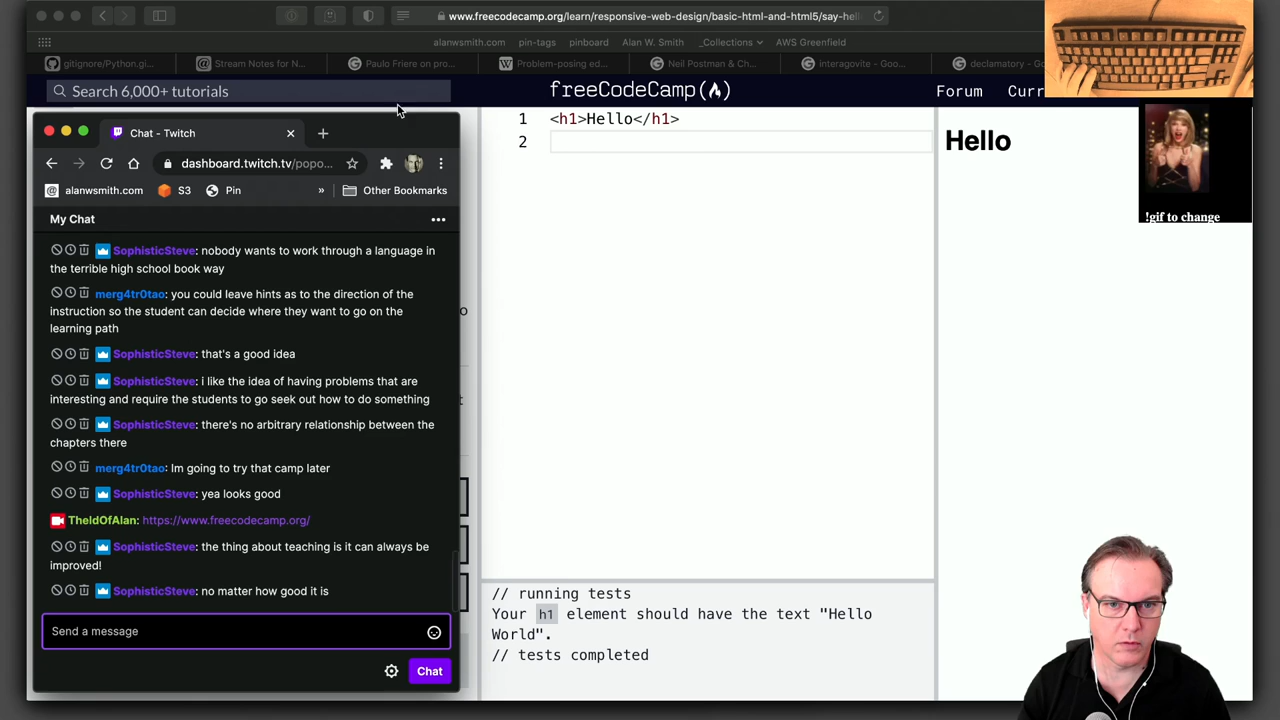 www.freecodecamp.org/learn/responsive-web-design/basic-html-and-html5/say-hell
alanwsmith.com pin-tags pinboard Alan W. Smith _Collections AWS Greenfield
gitignore/Python.gi... Stream Notes for N... Paulo Friere on pro... Problem-posing ed... Neil Postman & Ch... interagovite - Goo... declamatory - G
Search 6,000+ tutorials
freeCodeCamp
Forum Curr
Chat - Twitch
dashboard.twitch.tv/popo...
alanwsmith.com S3 Pin » Other Bookmarks
My Chat
SophisticSteve: nobody wants to work through a language in
the terrible high school book way
merg4tr0tao: you could leave hints as to the direction of the
instruction so the student can decide where they want to go on the
learning path
SophisticSteve: that's a good idea
SophisticSteve: i like the idea of having problems that are
interesting and require the students to go seek out how to do something
SophisticSteve: there's no arbitrary relationship between the
chapters there
merg4tr0tao: Im going to try that camp later
SophisticSteve: yea looks good
TheIdOfAlan: https://www.freecodecamp.org/
SophisticSteve: the thing about teaching is it can always be
improved!
SophisticSteve: no matter how good it is
Send a message
Chat
1 <h1>Hello</h1>
2
// running tests
Your h1 element should have the text "Hello
World".
// tests completed
Hello
!gif to change